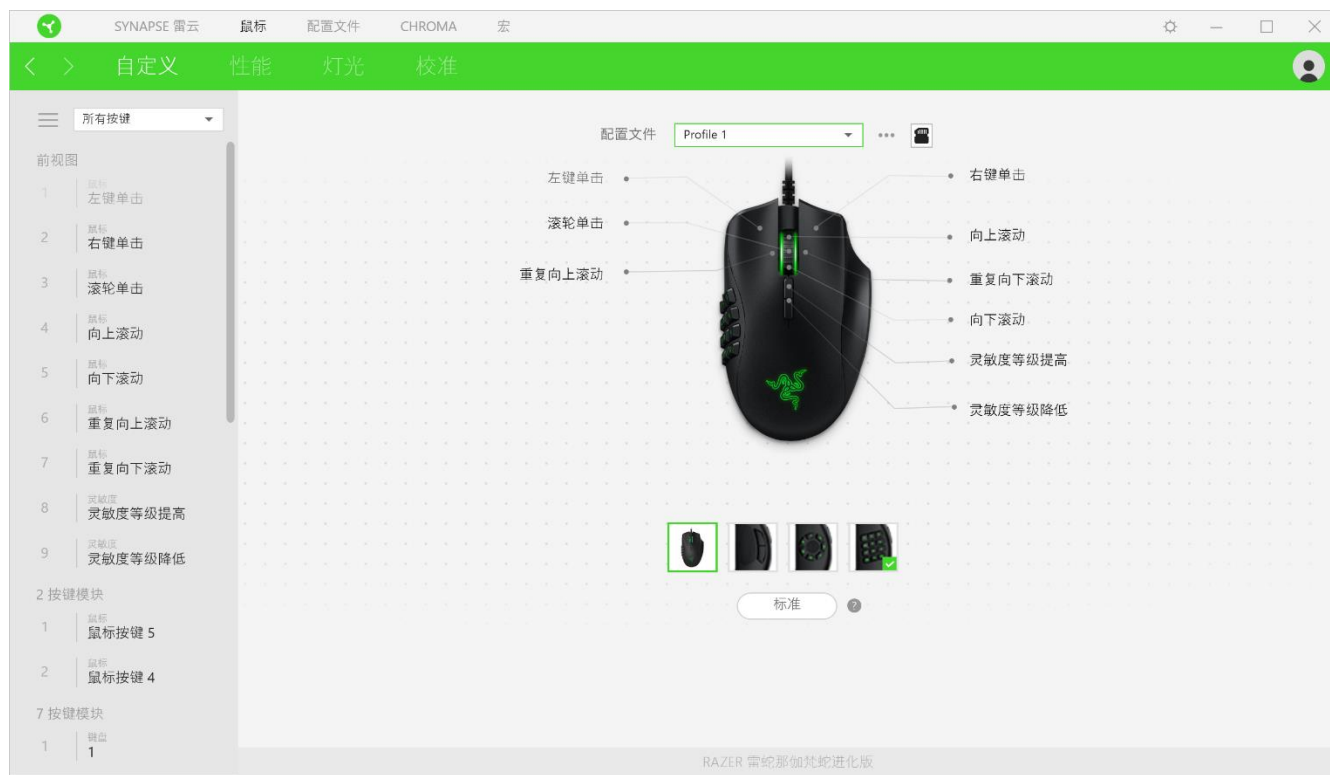 SYNAPSE 雷云 鼠标 配置文件 CHROMA 宏
自定义 性能 灯光 校准
所有按键
前视图
1 鼠标
左键单击
2 鼠标
右键单击
3 鼠标
滚轮单击
4 鼠标
向上滚动
5 鼠标
向下滚动
6 鼠标
重复向上滚动
7 鼠标
重复向下滚动
8 灵敏度
灵敏度等级提高
9 灵敏度
灵敏度等级降低
2 按键模块
1 鼠标
鼠标按键 5
2 鼠标
鼠标按键 4
7 按键模块
1 键盘
1
配置文件 Profile 1
左键单击
滚轮单击
重复向上滚动
右键单击
向上滚动
重复向下滚动
向下滚动
灵敏度等级提高
灵敏度等级降低
标准 ?
RAZER 雷蛇那伽梵蛇进化版